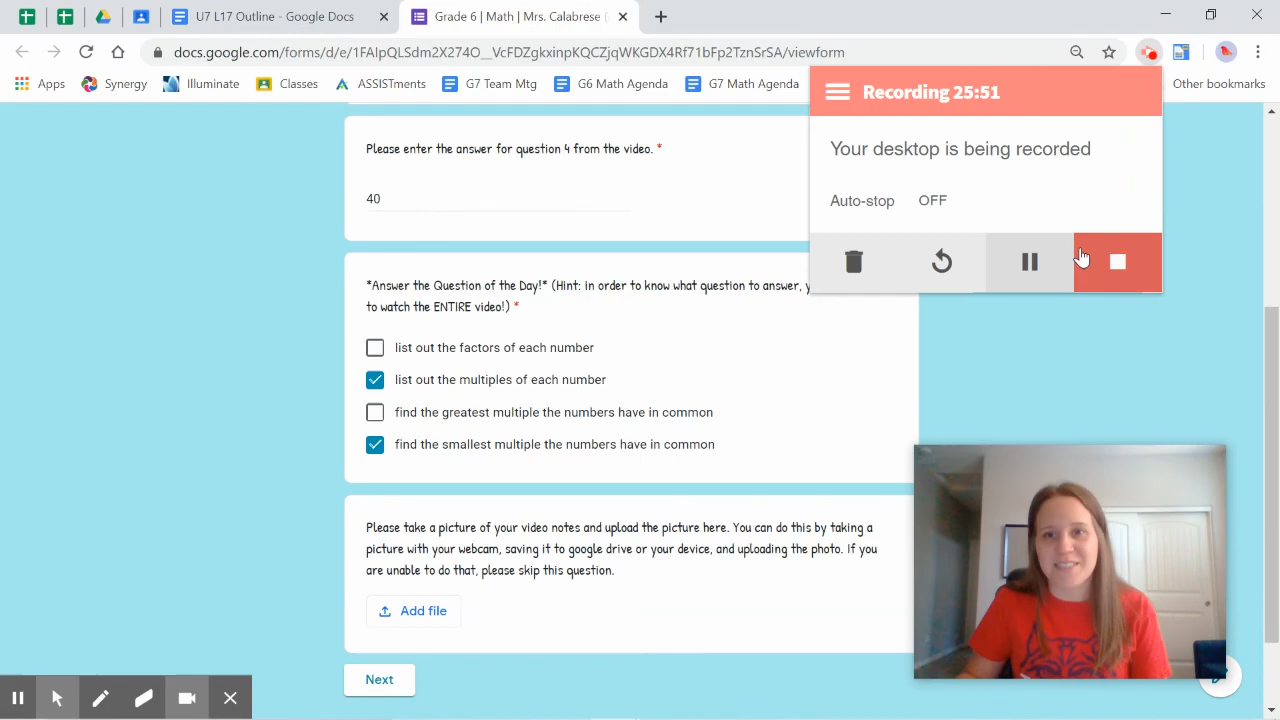 U7 L17 Outline - Google Docs
Grade 6 | Math | Mrs. Calabrese (
docs.google.com/forms/d/e/1FAIpQLSdm2X274O__VcFDZgkxinpKQCZjqWKGDX4Rf71bFp2TznSrSA/viewform
Apps Synergy Illuminate Classes ASSISTments G7 Team Mtg G6 Math Agenda G7 Math Agenda Other bookmarks
Recording 25:51
Your desktop is being recorded
Auto-stop OFF
Please enter the answer for question 4 from the video. *
40
*Answer the Question of the Day!* (Hint: in order to know what question to answer, y
to watch the ENTIRE video!) *
list out the factors of each number
list out the multiples of each number
find the greatest multiple the numbers have in common
find the smallest multiple the numbers have in common
Please take a picture of your video notes and upload the picture here. You can do this by taking a
picture with your webcam, saving it to google drive or your device, and uploading the photo. If you
are unable to do that, please skip this question.
Add file
Next